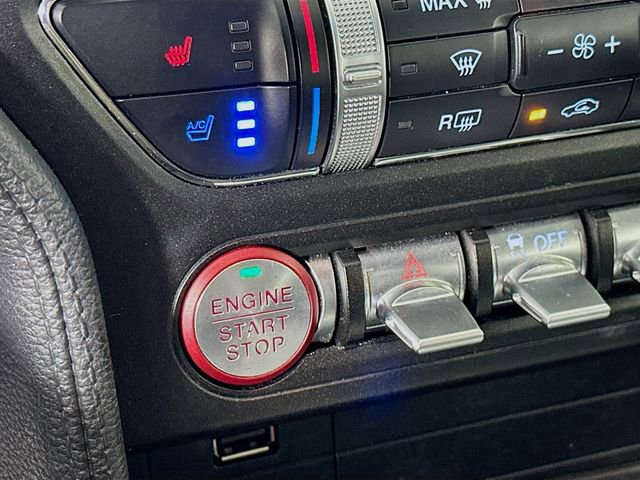 MAX
A/C
R
ENGINE
START
STOP
OFF